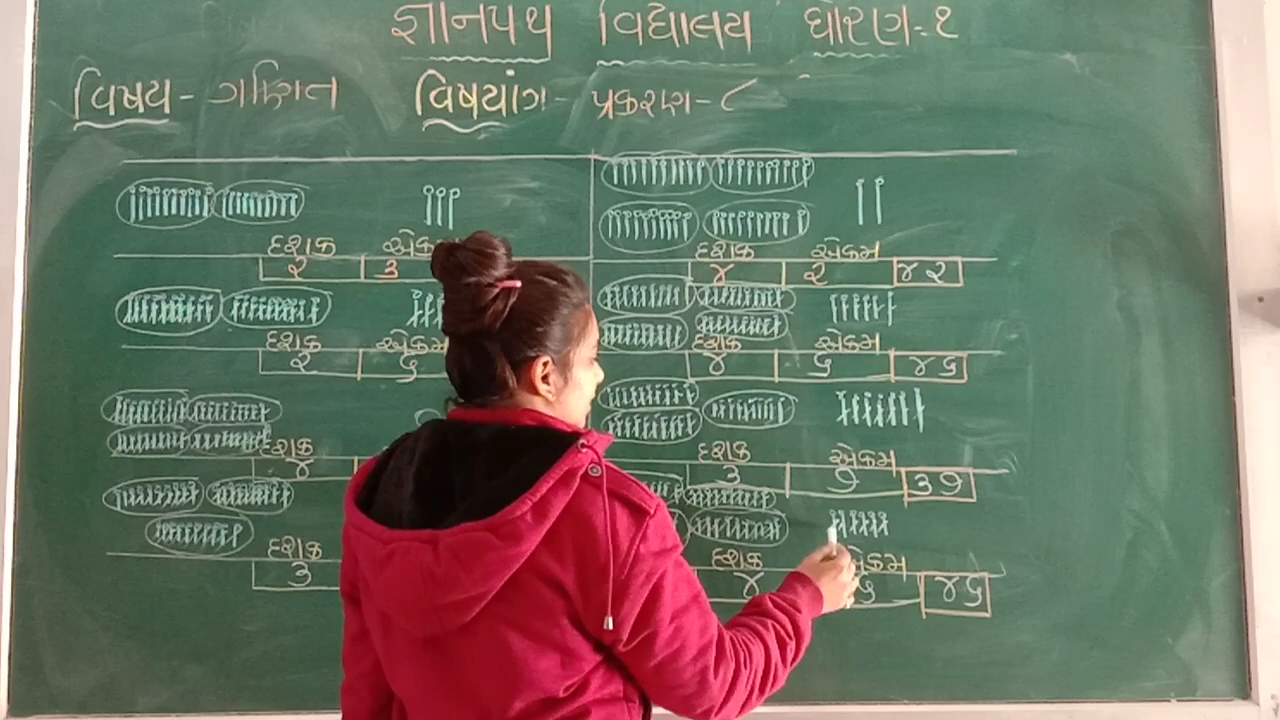 જ્ઞાનપથ વિદ્યાલય ધોરણ-૧
વિષય - ગણિત વિષયાંગ - પ્રકરણ - ૮
દશક એક
૨ ૩
દશક એકમ
૨ ૬
દશક
૪
દશક
૩
દશક એકમ
૪ ૨ ૪૨
દશક એકમ
૪ ૬ ૪૬
દશક એકમ
૩ ૭ ૩૭
દશક એકમ
૪ ૬ ૪૬